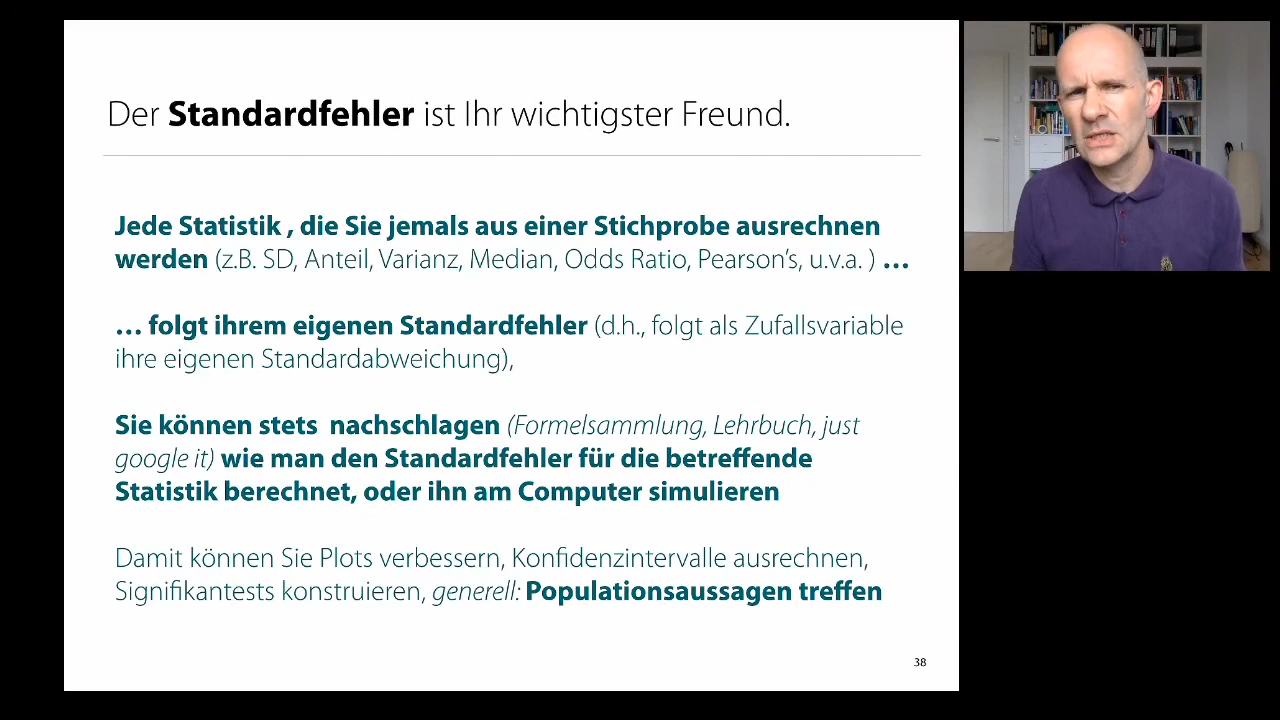 Der Standardfehler ist Ihr wichtigster Freund.
Jede Statistik , die Sie jemals aus einer Stichprobe ausrechnen
werden (z.B. SD, Anteil, Varianz, Median, Odds Ratio, Pearson’s, u.v.a. ) …
… folgt ihrem eigenen Standardfehler (d.h., folgt als Zufallsvariable
ihre eigenen Standardabweichung),
Sie können stets  nachschlagen (Formelsammlung, Lehrbuch, just
google it) wie man den Standardfehler für die betreffende
Statistik berechnet, oder ihn am Computer simulieren
Damit können Sie Plots verbessern, Konfidenzintervalle ausrechnen,
Signifikantests konstruieren, generell: Populationsaussagen treffen
38